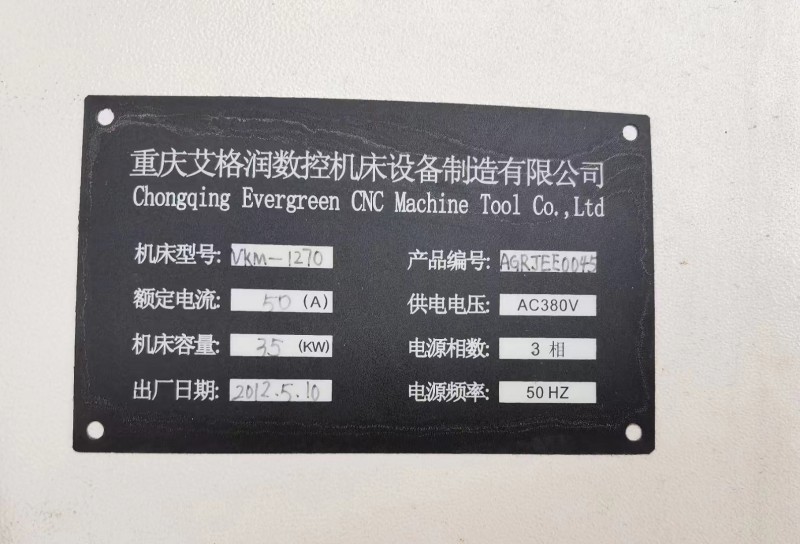 重庆艾格润数控机床设备制造有限公司
Chongqing Evergreen CNC Machine Tool Co.,Ltd
机床型号: VKM-1270 产品编号: AGRJEE0045
额定电流: 50 (A) 供电电压: AC380V
机床容量: 35 (KW) 电源相数: 3 相
出厂日期: 2012.5.10 电源频率: 50 HZ